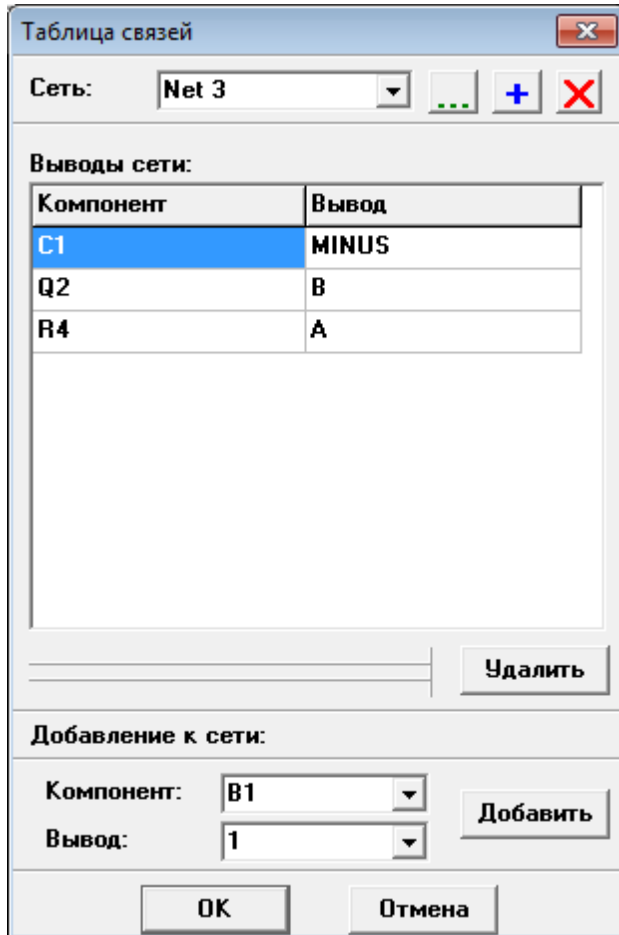 Таблица связей
Сеть: Net 3 ... +
Выводы сети:
Компонент Вывод
C1 MINUS
Q2 B
R4 A
Удалить
Добавление к сети:
Компонент: B1
Добавить
Вывод: 1
OK Отмена